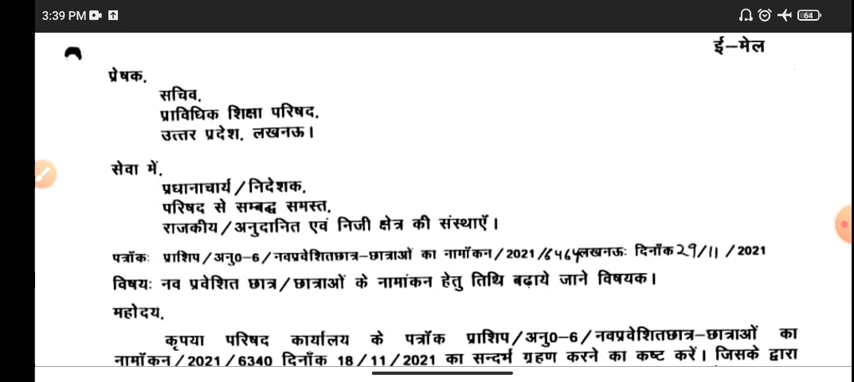 3:39 PM
64
ई-मेल
प्रेषक,
सचिव,
प्राविधिक शिक्षा परिषद,
उत्तर प्रदेश, लखनऊ।
सेवा में,
प्रधानाचार्य/निदेशक,
परिषद से सम्बद्ध समस्त,
राजकीय/अनुदानित एवं निजी क्षेत्र की संस्थाएँ।
पत्रॉकः प्राशिप/अनु0-6/नवप्रवेशितछात्र-छात्राओं का नामॉकन/2021/6464लखनऊः दिनॉक29/11/2021
विषयः नव प्रवेशित छात्र/छात्राओं के नामांकन हेतु तिथि बढ़ाये जाने विषयक।
महोदय,
कृपया परिषद कार्यालय के पत्रॉक प्राशिप/अनु0-6/नवप्रवेशितछात्र-छात्राओं का
नामॉकन/2021/6340 दिनॉंक 18/11/2021 का सन्दर्भ ग्रहण करने का कष्ट करें। जिसके द्वारा